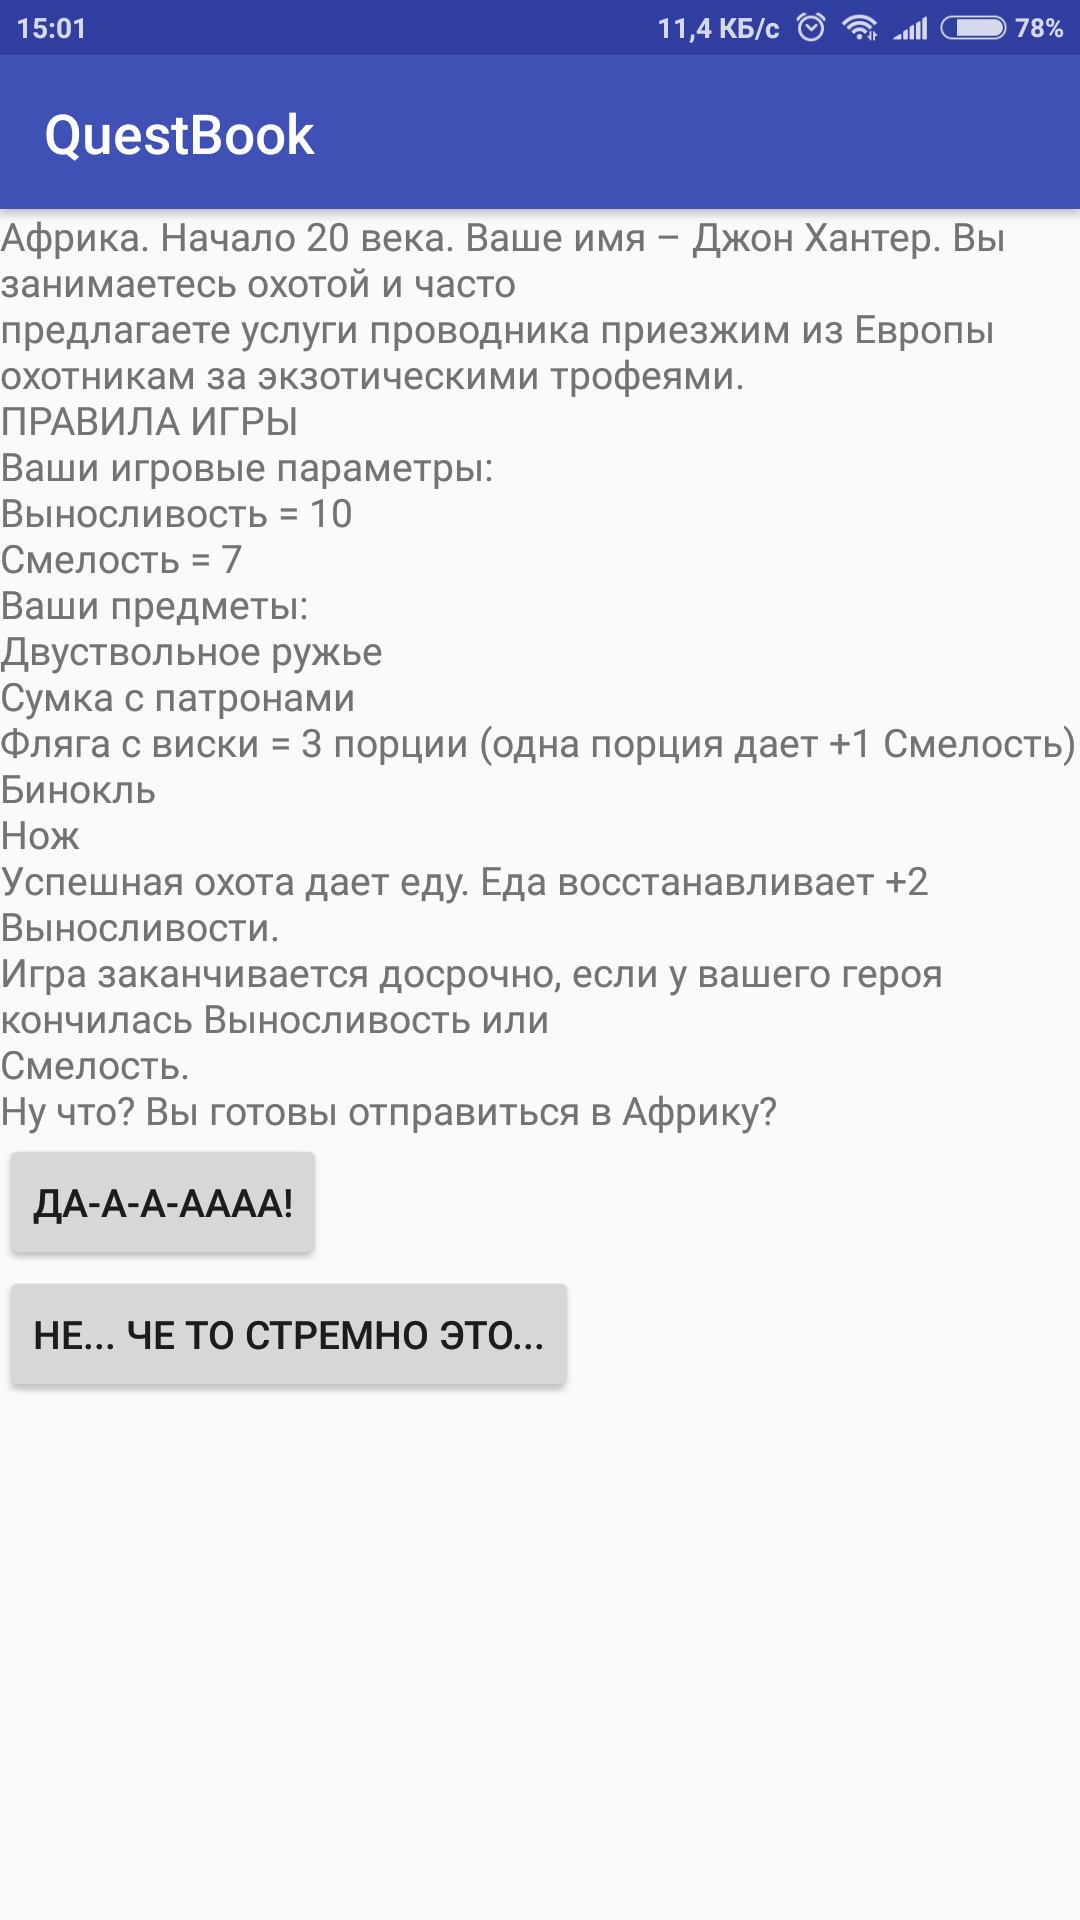 15:01 11,4 КБ/с 78%
QuestBook
Африка. Начало 20 века. Ваше имя – Джон Хантер. Вы
занимаетесь охотой и часто
предлагаете услуги проводника приезжим из Европы
охотникам за экзотическими трофеями.
ПРАВИЛА ИГРЫ
Ваши игровые параметры:
Выносливость = 10
Смелость = 7
Ваши предметы:
Двуствольное ружье
Сумка с патронами
Фляга с виски = 3 порции (одна порция дает +1 Смелость)
Бинокль
Нож
Успешная охота дает еду. Еда восстанавливает +2
Выносливости.
Игра заканчивается досрочно, если у вашего героя
кончилась Выносливость или
Смелость.
Ну что? Вы готовы отправиться в Африку?
ДА-А-А-АААА!
НЕ... ЧЕ ТО СТРЕМНО ЭТО...